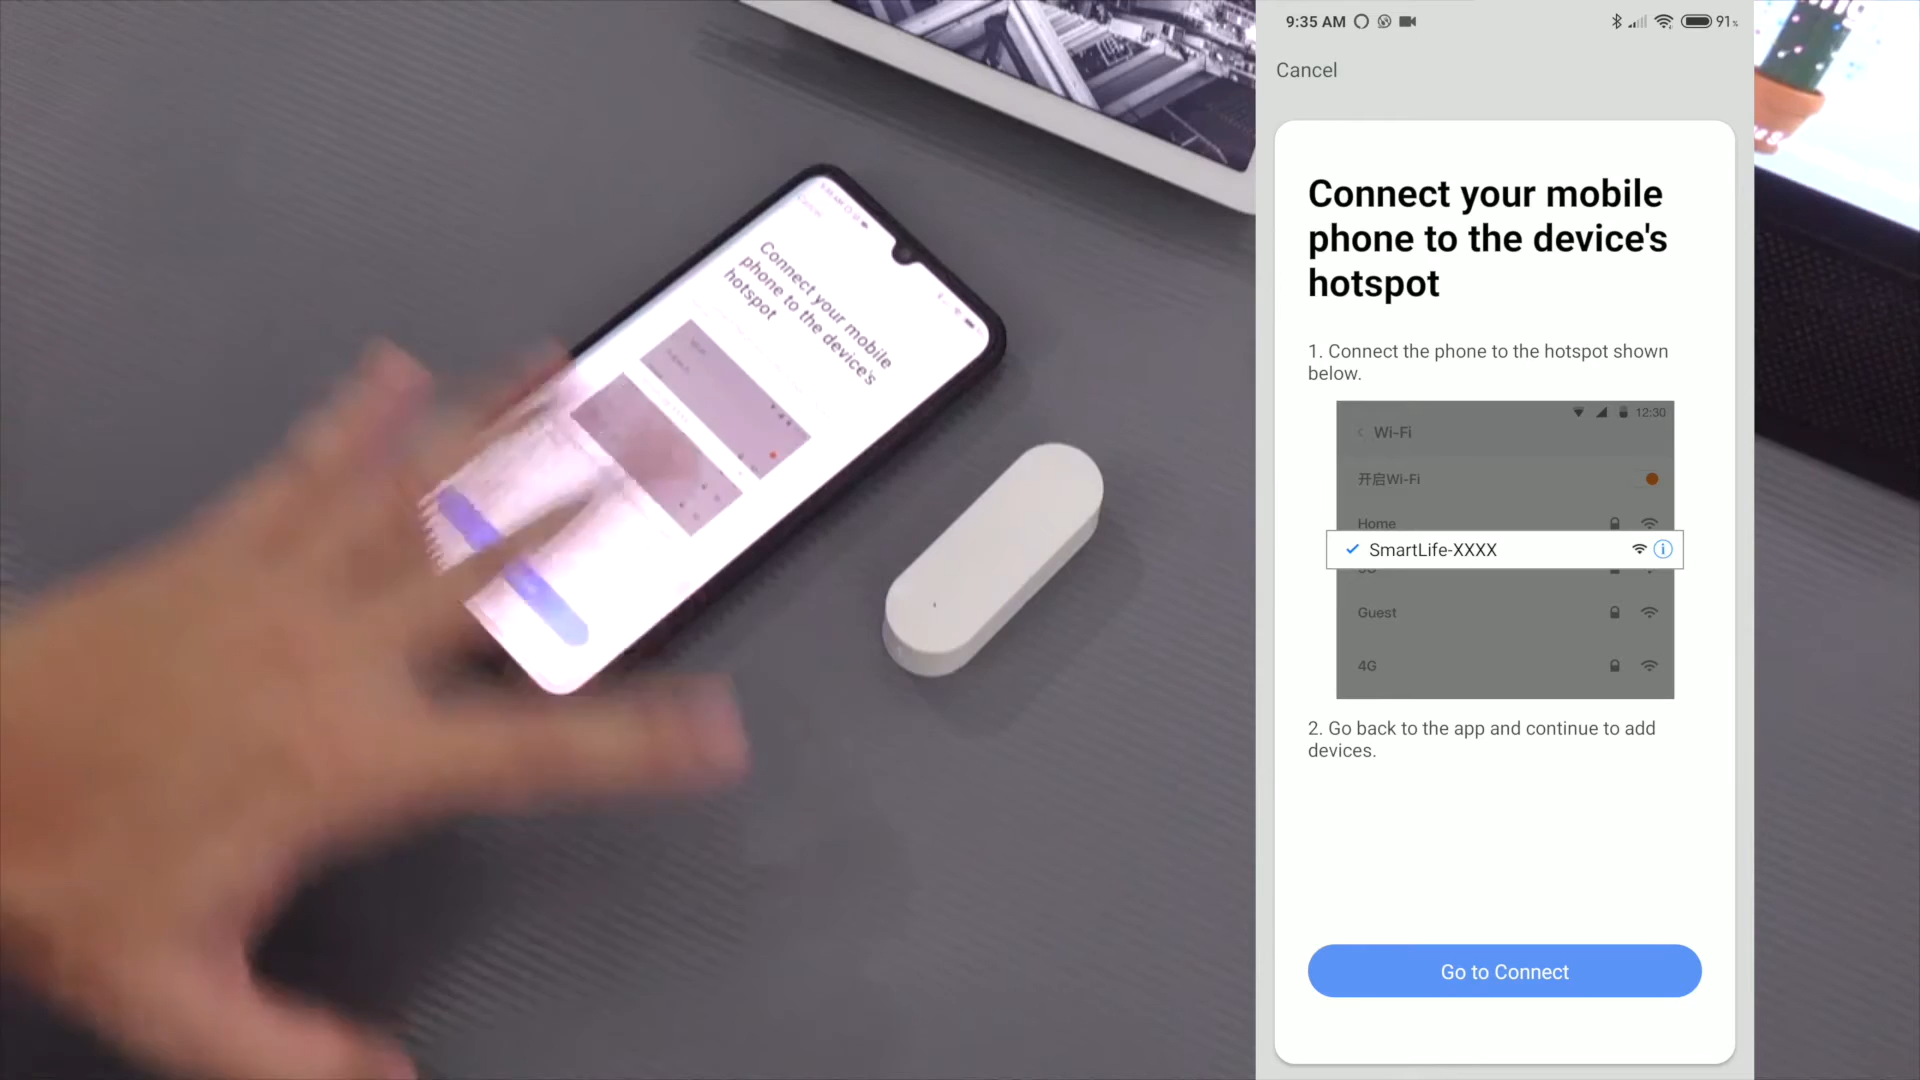 9:35 AM
91%
Cancel
Connect your mobile
phone to the device's
hotspot
1. Connect the phone to the hotspot shown
below.
12:30
Wi-Fi
开启Wi-Fi
Home
SmartLife-XXXX
Guest
4G
2. Go back to the app and continue to add
devices.
Go to Connect
Connect your mobile
phone to the device's
hotspot